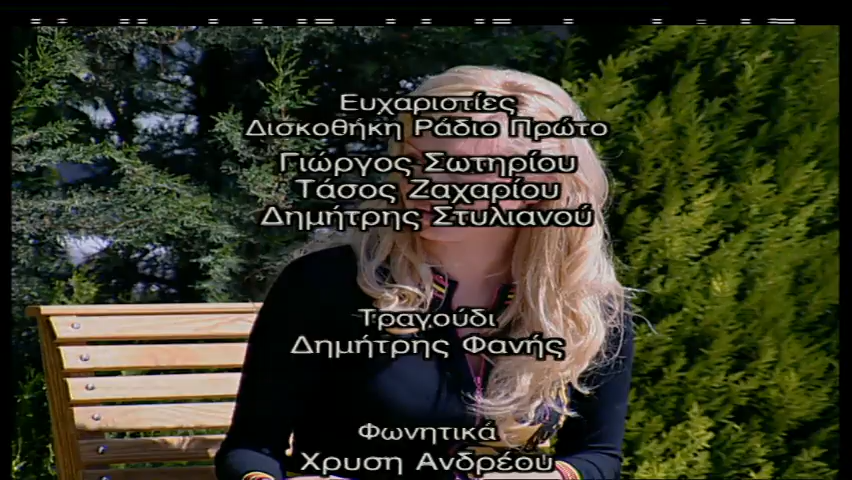 Ευχαριστίες
Δισκοθήκη Ράδιο Πρώτο
Γιώργος Σωτηρίου
Τάσος Ζαχαρίου
Δημήτρης Στυλιανού
Τραγούδι
Δημήτρης Φανής
Φωνητικά
Χρυση Ανδρέου